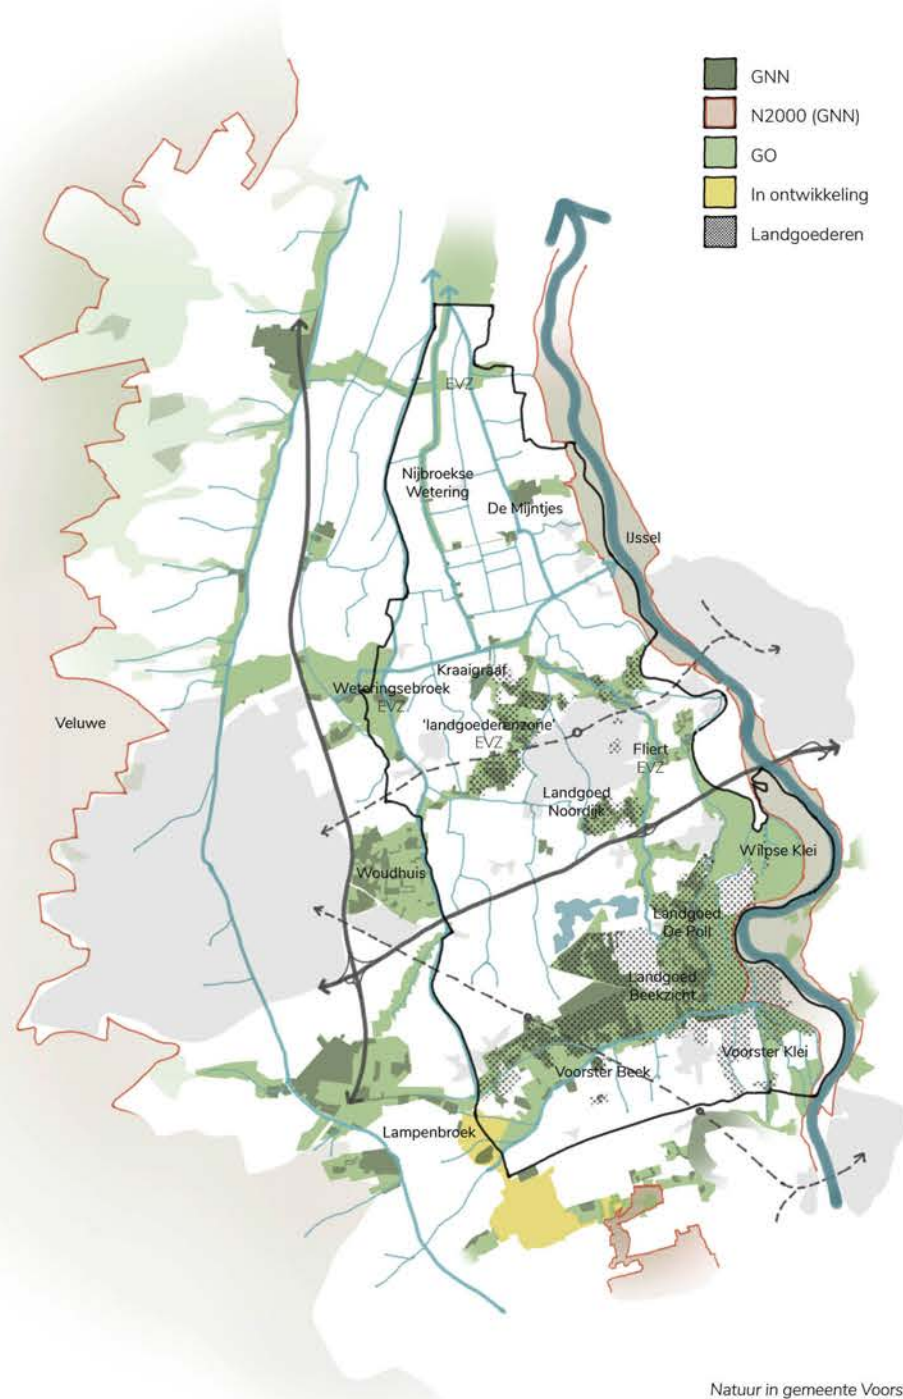 GNN
N2000 (GNN)
GO
In ontwikkeling
Landgoederen
EVZ
Nijbroekse
Wetering
De Mijntjes
IJssel
Kraaigraaf
Weteringsebroek
EVZ
'landgoederenzone'
EVZ
Veluwe
Fliert
EVZ
Landgoed
Noordijk
Wilpse Klei
Woudhuis
Landgoed
De Poll
Landgoed
Beekzicht
Voorster Klei
Voorster Beek
Lampenbroek
Natuur in gemeente Voors